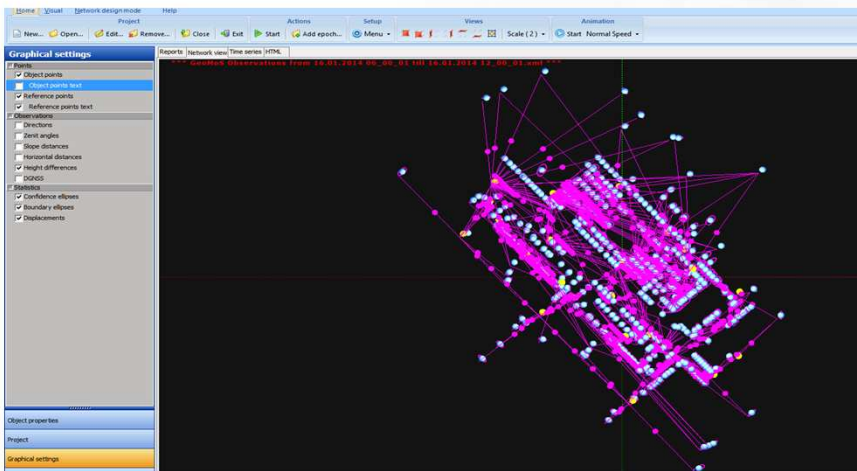 Home Visual Network design mode Help
Project Actions Setup Views Animation
New... Open... Edit... Remove... Close Exit Start Add epoch... Menu Scale ( 2 ) Start Normal Speed
Graphical settings
Reports Network view Time series HTML
*** GeoMoS Observations from 16.01.2014 06_00_01 till 16.01.2014 12_00_01.xml ***
Points
Object points
Object points text
Reference points
Reference points text
Observations
Directions
Zenit angles
Slope distances
Horizontal distances
Height differences
DGNSS
Statistics
Confidence ellipses
Boundary ellipses
Displacements
Object properties
Project
Graphical settings